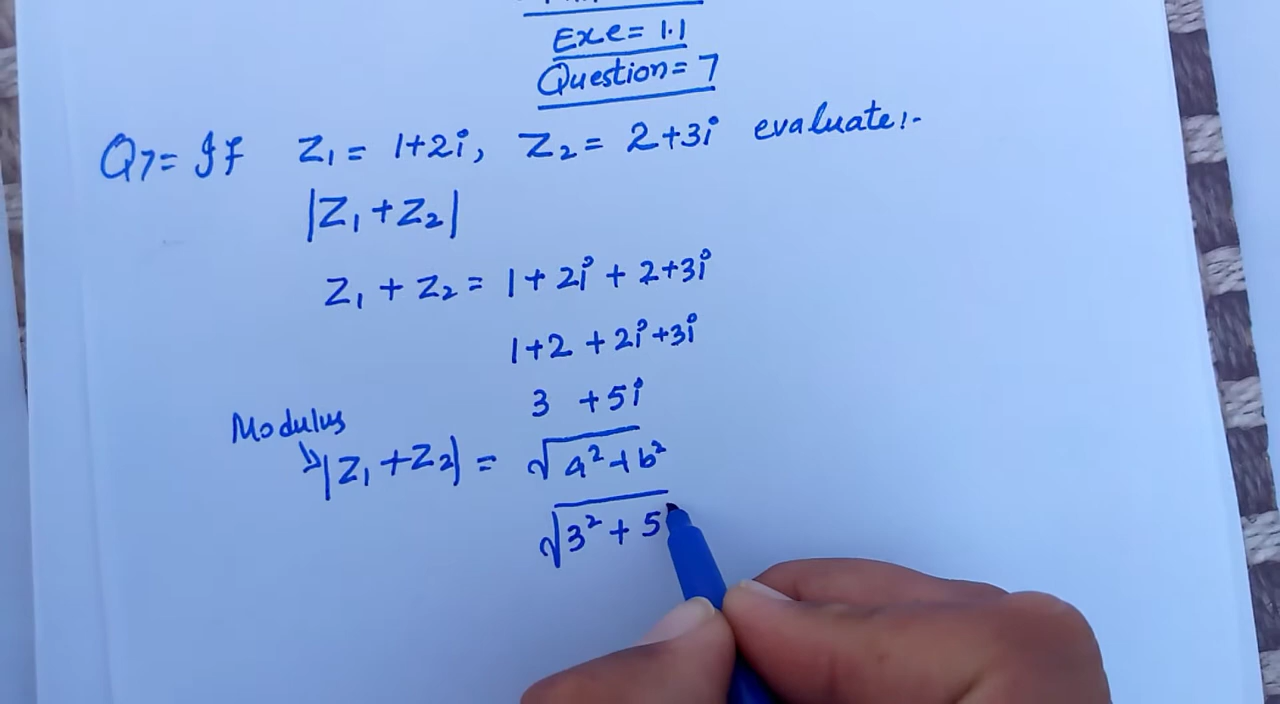 Exe = 1.1
Question = 7
Q7 = If Z₁ = 1+2i, Z₂ = 2+3i evaluate:-
|Z₁+Z₂|
Z₁ + Z₂ = 1 + 2i + 2+3i
1+2 +2i+3i
3 +5i
Modulus
|Z₁+Z₂| = √a²+b²
√3²+5